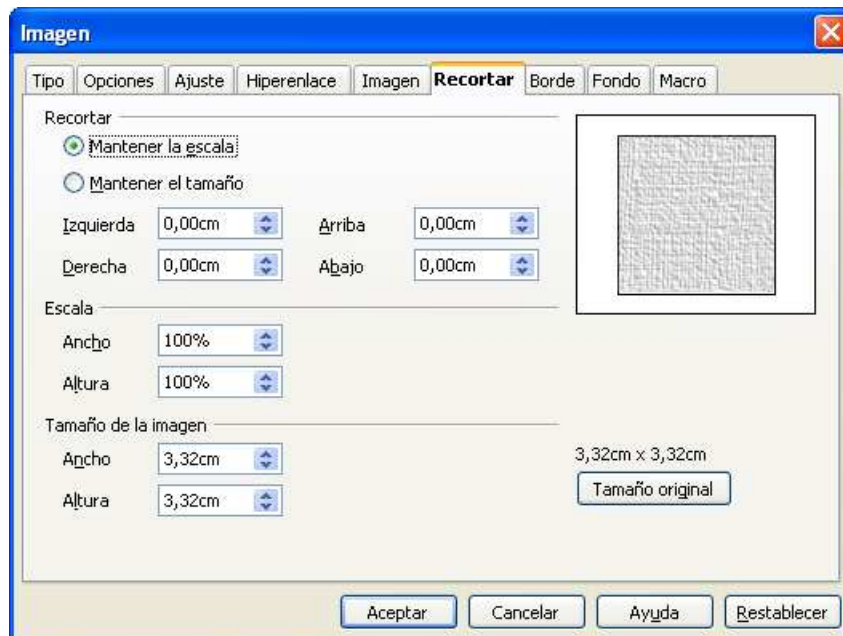 Imagen
Tipo Opciones Ajuste Hiperenlace Imagen Recortar Borde Fondo Macro
Recortar
Mantener la escala
Mantener el tamaño
Izquierda 0,00cm Arriba 0,00cm
Derecha 0,00cm Abajo 0,00cm
Escala
Ancho 100%
Altura 100%
Tamaño de la imagen
Ancho 3,32cm 3,32cm x 3,32cm
Altura 3,32cm Tamaño original
Aceptar Cancelar Ayuda Restablecer